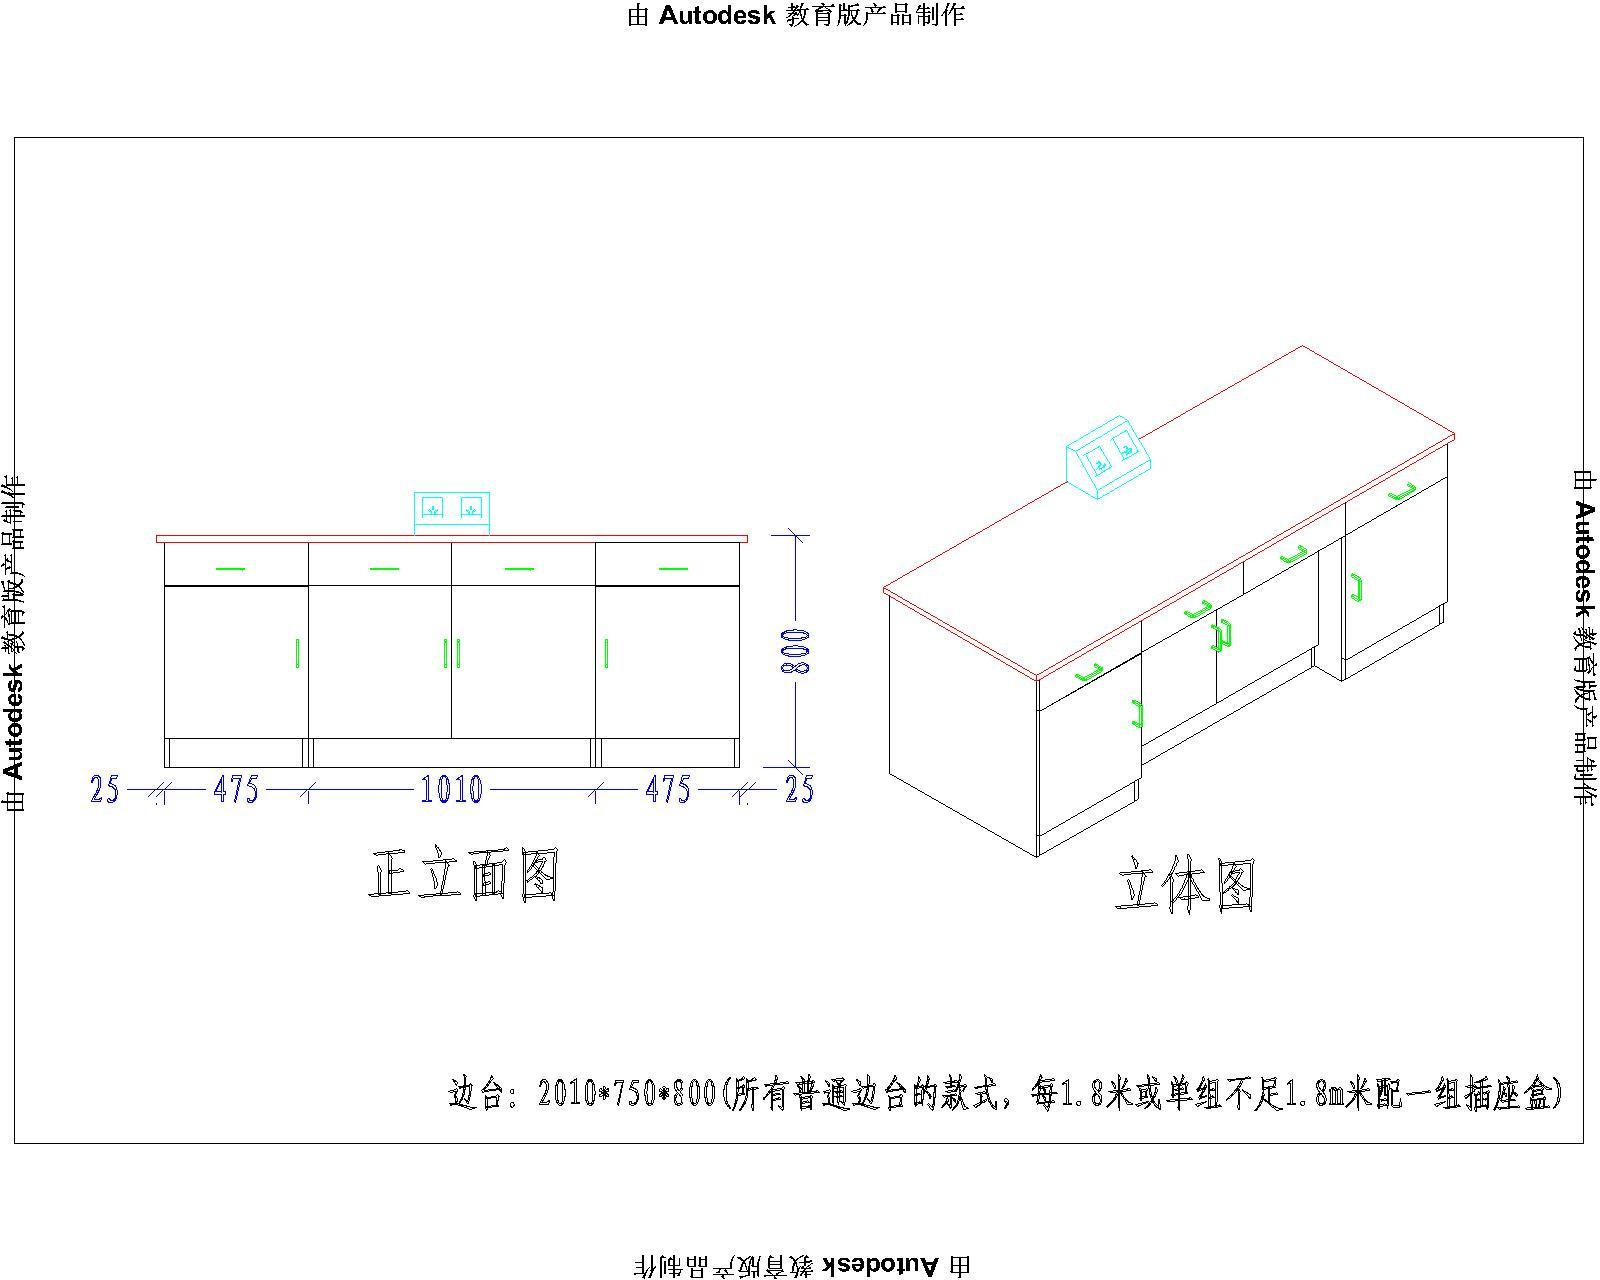 由 Autodesk 教育版产品制作
由 Autodesk 教育版产品制作
由 Autodesk 教育版产品制作
800
25 475 1010 475 25
正立面图
立体图
边台: 2010*750*800(所有普通边台的款式, 每1.8米或单组不足1.8m米配一组插座盒)
由 Autodesk 教育版产品制作